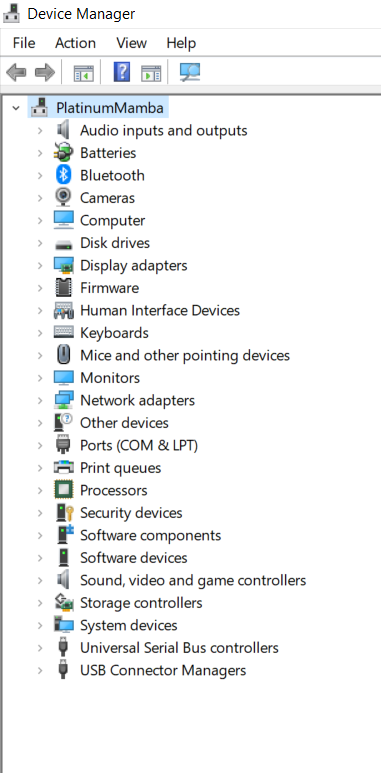 Device Manager
File Action View Help
PlatinumMamba
Audio inputs and outputs
Batteries
Bluetooth
Cameras
Computer
Disk drives
Display adapters
Firmware
Human Interface Devices
Keyboards
Mice and other pointing devices
Monitors
Network adapters
Other devices
Ports (COM & LPT)
Print queues
Processors
Security devices
Software components
Software devices
Sound, video and game controllers
Storage controllers
System devices
Universal Serial Bus controllers
USB Connector Managers